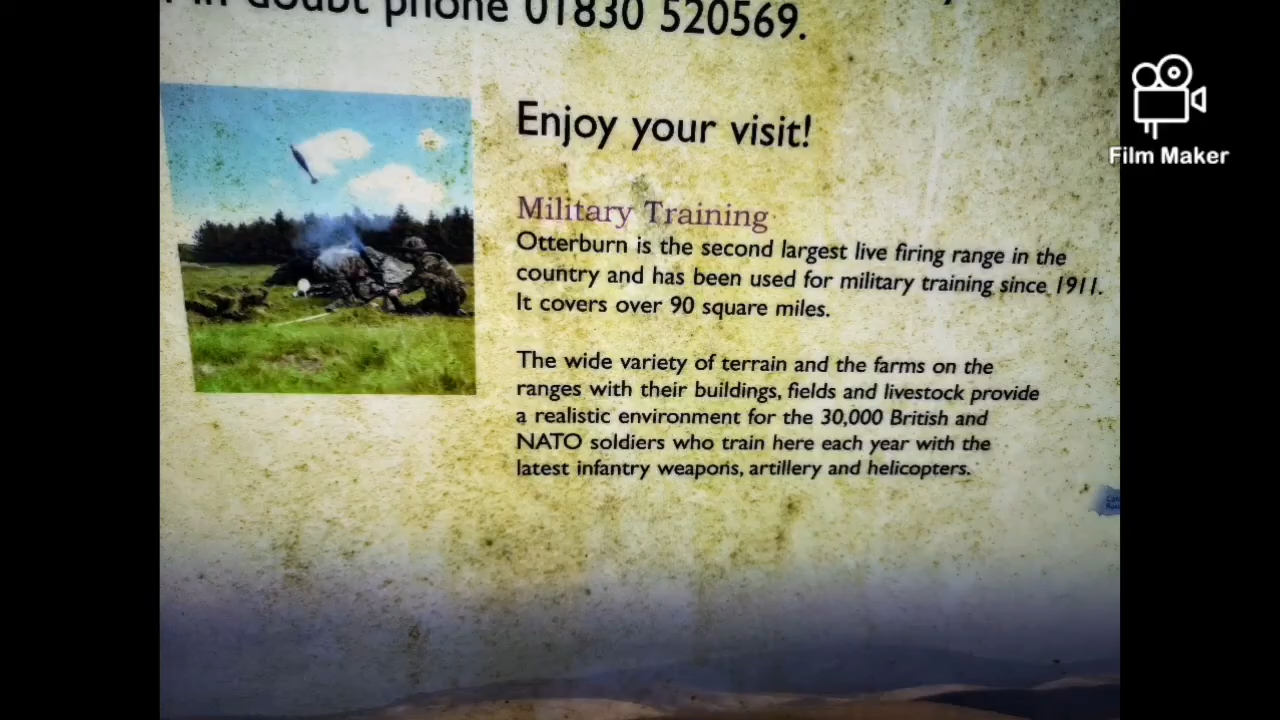 in doubt phone 01830 520569.
Enjoy your visit!
Military Training
Otterburn is the second largest live firing range in the
country and has been used for military training since 1911.
It covers over 90 square miles.
The wide variety of terrain and the farms on the
ranges with their buildings, fields and livestock provide
a realistic environment for the 30,000 British and
NATO soldiers who train here each year with the
latest infantry weapons, artillery and helicopters.
Film Maker